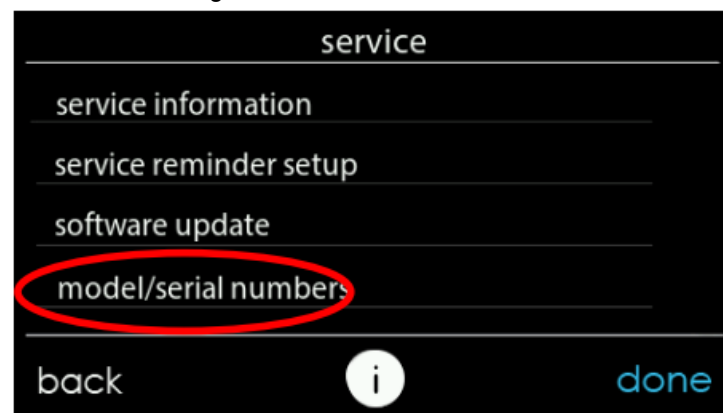 service
service information
service reminder setup
software update
model/serial numbers
back i done